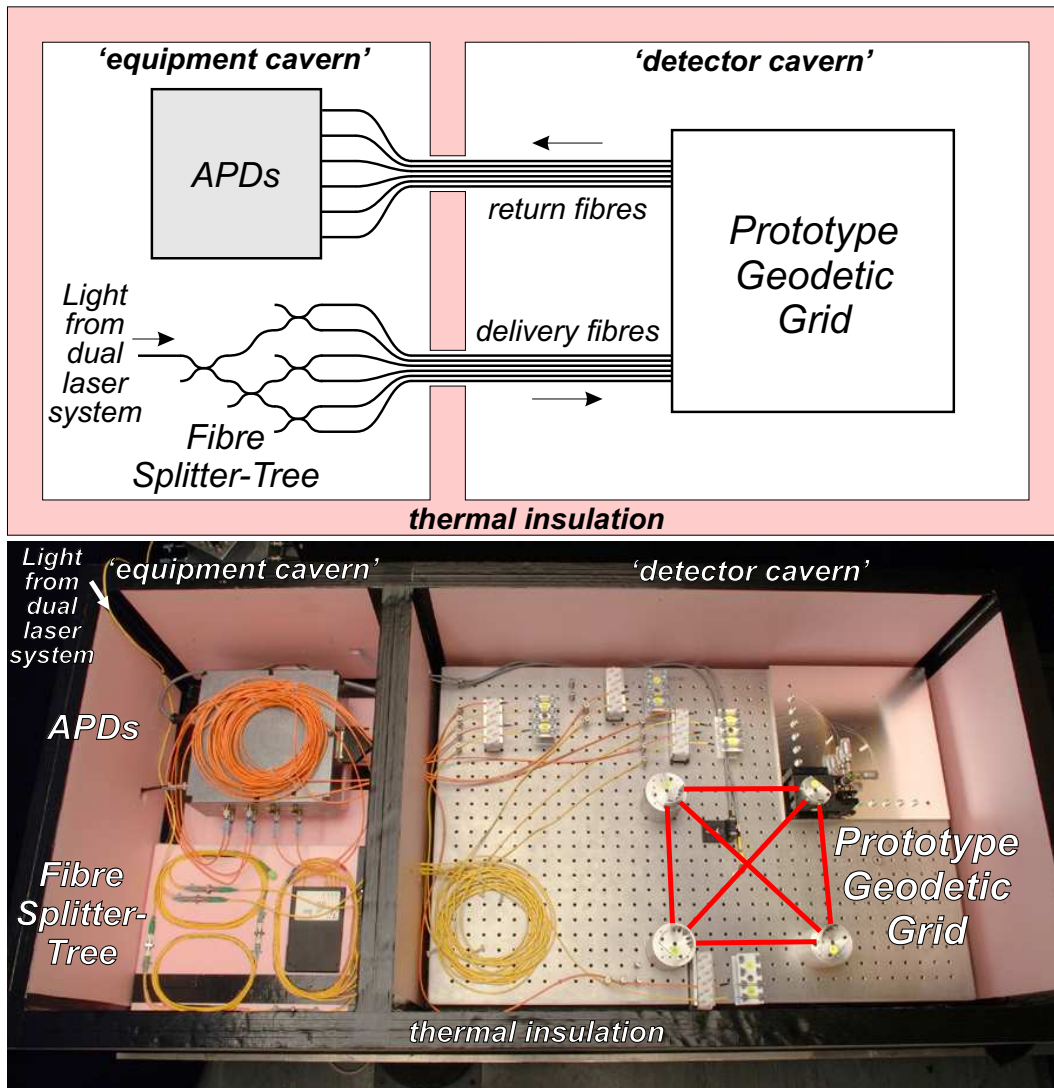 ‘equipment cavern’
‘detector cavern’
APDs
return fibres
Prototype
Geodetic
Grid
Light
from
dual
laser
system
delivery fibres
Fibre
Splitter-Tree
thermal insulation
Light
from
dual
laser
system
‘equipment cavern’
‘detector cavern’
APDs
Fibre
Splitter-
Tree
Prototype
Geodetic
Grid
thermal insulation